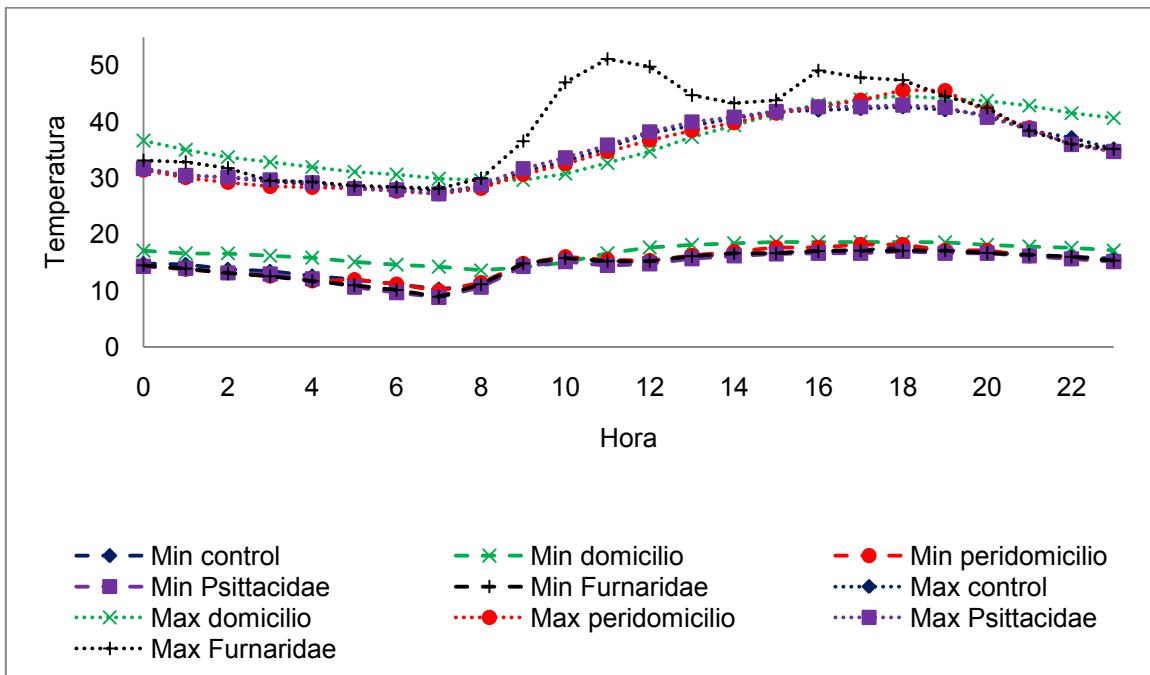 Temperatura
50
40
30
20
10
0
0 2 4 6 8 10 12 14 16 18 20 22
Hora
Min control Min domicilio Min peridomicilio
Min Psittacidae Min Furnaridae Max control
Max domicilio Max peridomicilio Max Psittacidae
Max Furnaridae